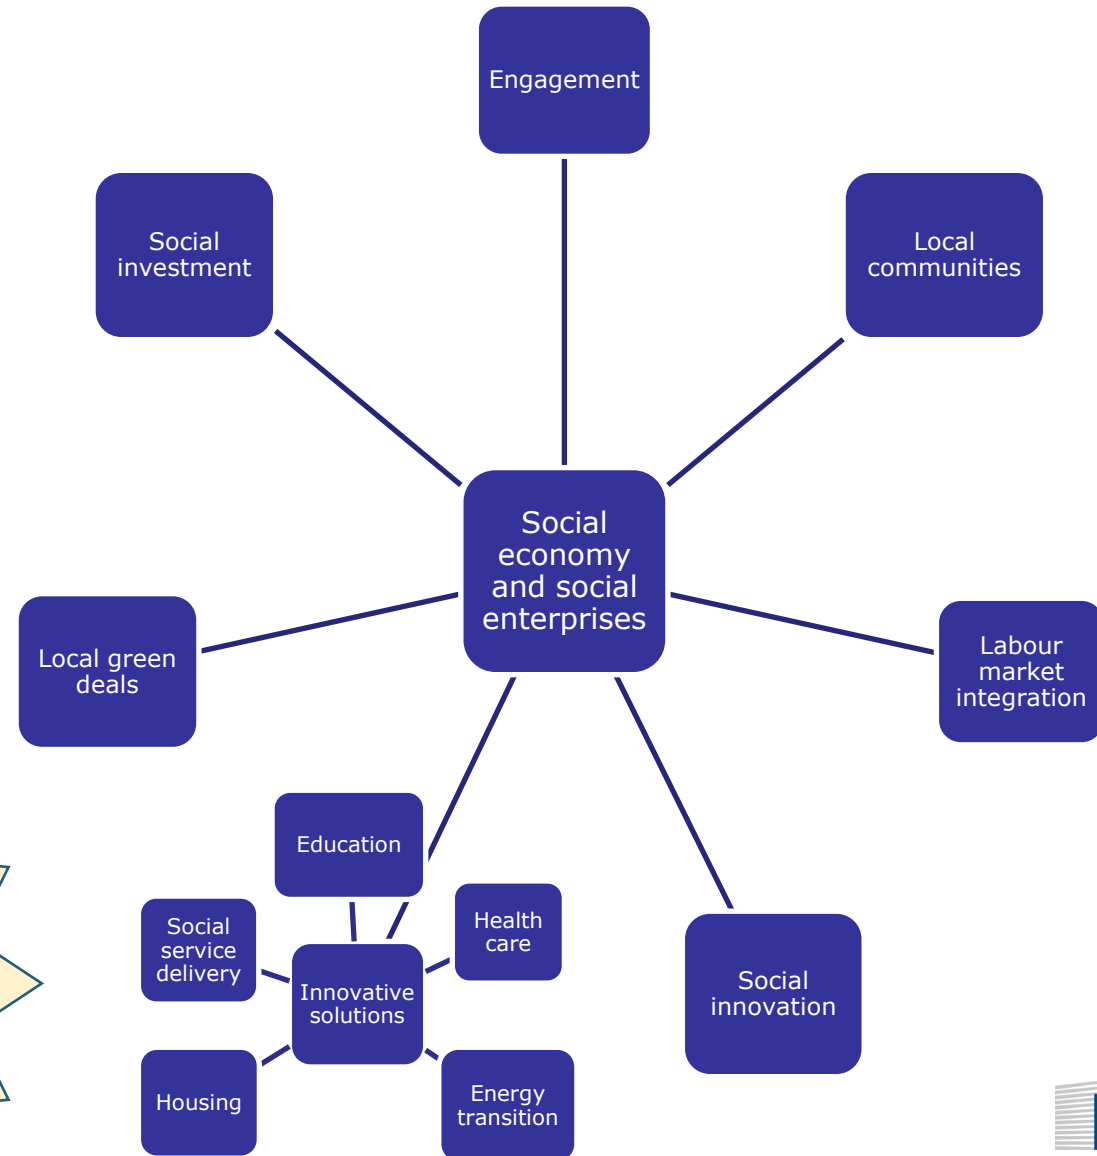 Engagement
Social
investment
Local
communities
Social
economy
and social
enterprises
Local green
deals
Labour
market
integration
Education
Social
service
delivery
Health
care
Innovative
solutions
Social
innovation
Housing
Energy
transition